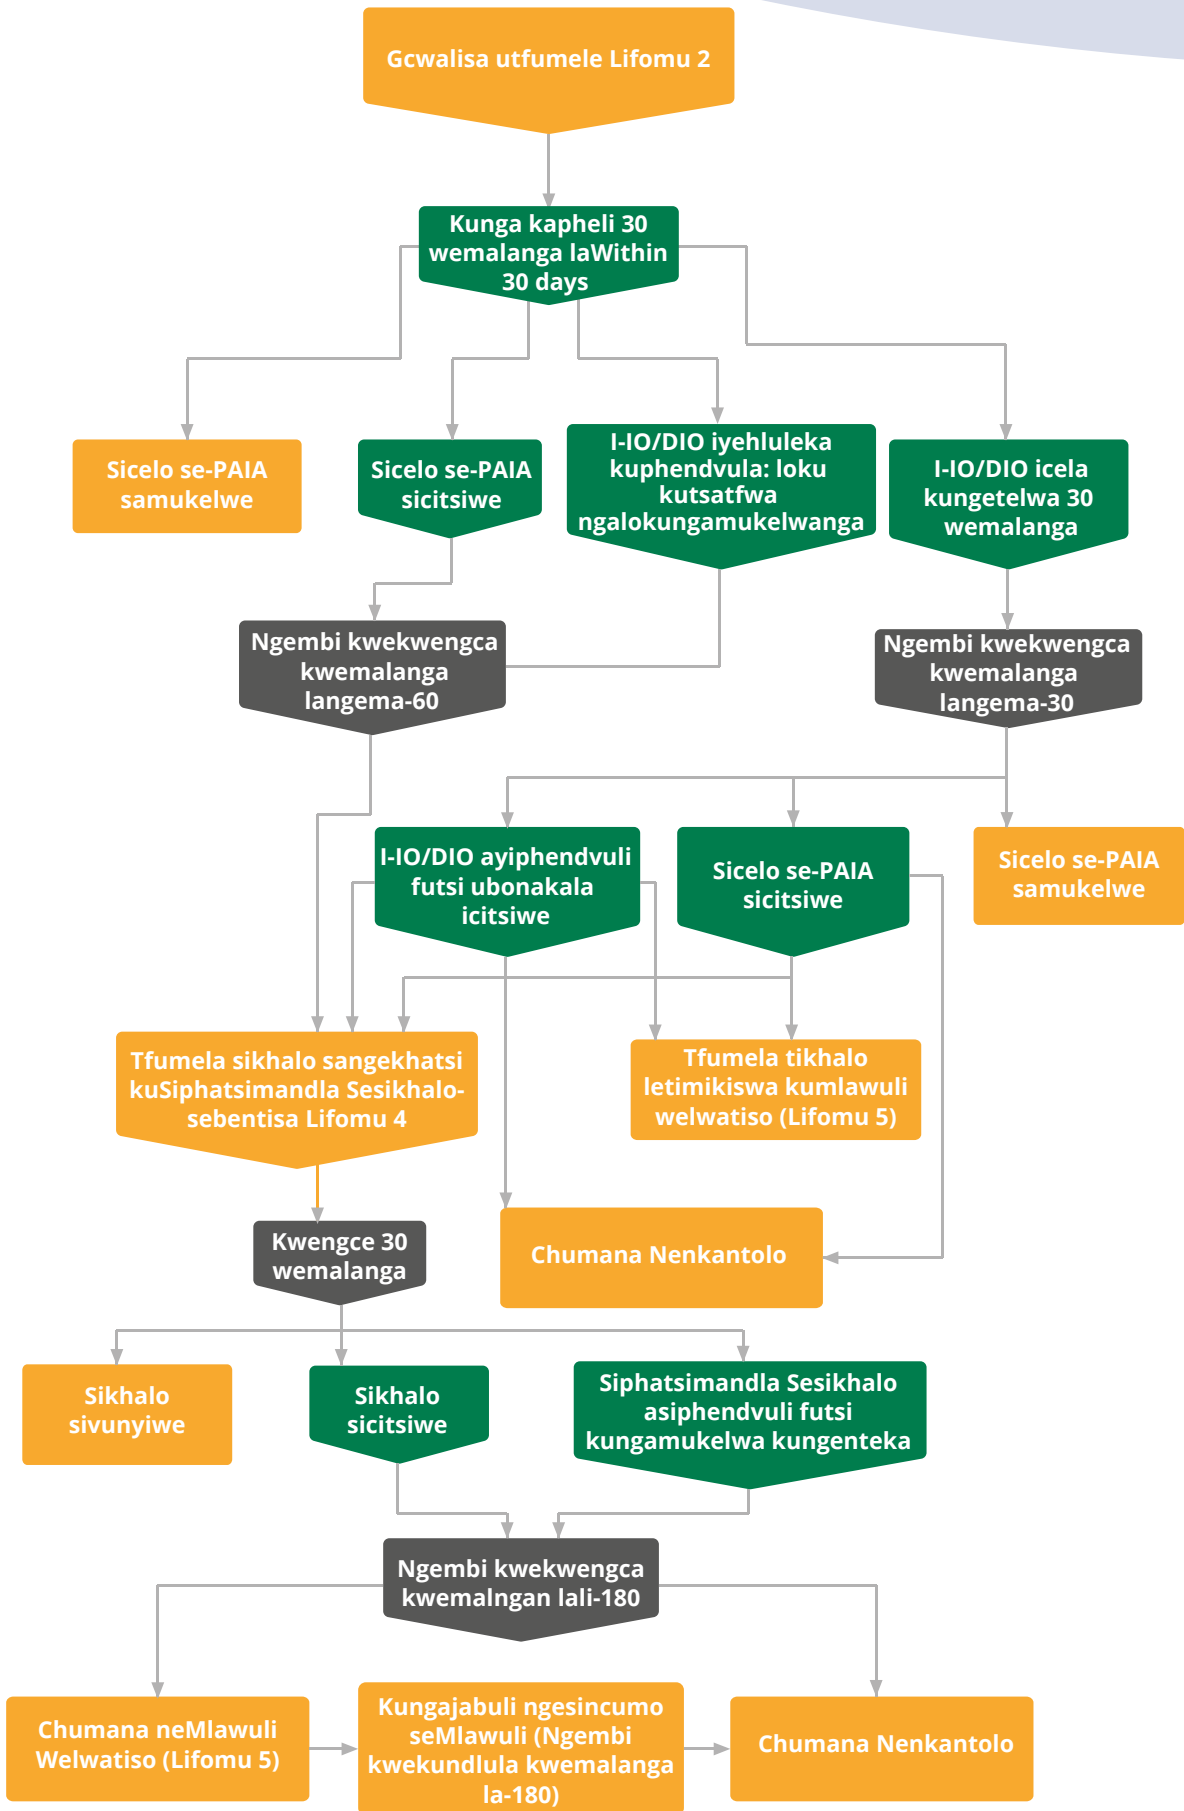 Gcwalisa utfumele Lifomu 2
Kunga kapheli 30
wemalanga laWithin
30 days
Sicelo se-PAIA
samukelwe
Sicelo se-PAIA
sicitsiwe
I-IO/DIO iyehluleka
kuphendvula: loku
kutsatfwa
ngalokungamukelwanga
I-IO/DIO icela
kungetelwa 30
wemalanga
Ngembi kwekwengca
kwemalanga
langema-60
Ngembi kwekwengca
kwemalanga
langema-30
I-IO/DIO ayiphendvuli
futsi ubonakala
icitsiwe
Sicelo se-PAIA
sicitsiwe
Sicelo se-PAIA
samukelwe
Tfumela sikhalo sangekhatsi
kuSiphatsimandla Sesikhalo-
sebentisa Lifomu 4
Tfumela tikhalo
letimikiswa kumlawuli
welwatiso (Lifomu 5)
Chumana Nenkantolo
Kwengce 30
wemalanga
Sikhalo
sivunyiwe
Sikhalo
sicitsiwe
Siphatsimandla Sesikhalo
asiphendvuli futsi
kungamukelwa kungenteka
Ngembi kwekwengca
kwemalngan lali-180
Chumana neMlawuli
Welwatiso (Lifomu 5)
Kungajabuli ngesincumo
seMlawuli (Ngembi
kwekundlula kwemalanga
la-180)
Chumana Nenkantolo